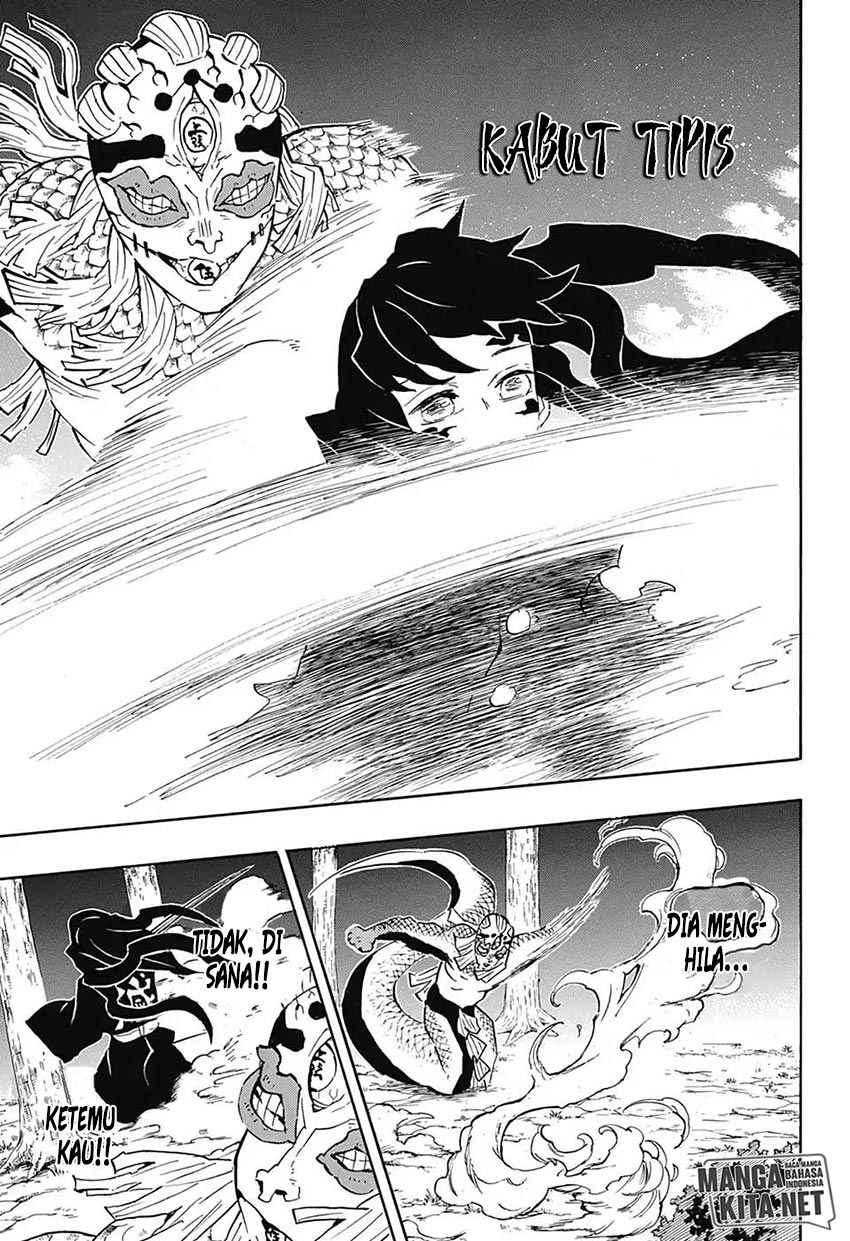 KABUT TIPIS
DIA MENG-
HILA...
TIDAK, DI
SANA!!
KETEMU
KAU!!
MANGA
KITA.NET
BACA MANGA
BAHASA
INDONESIA